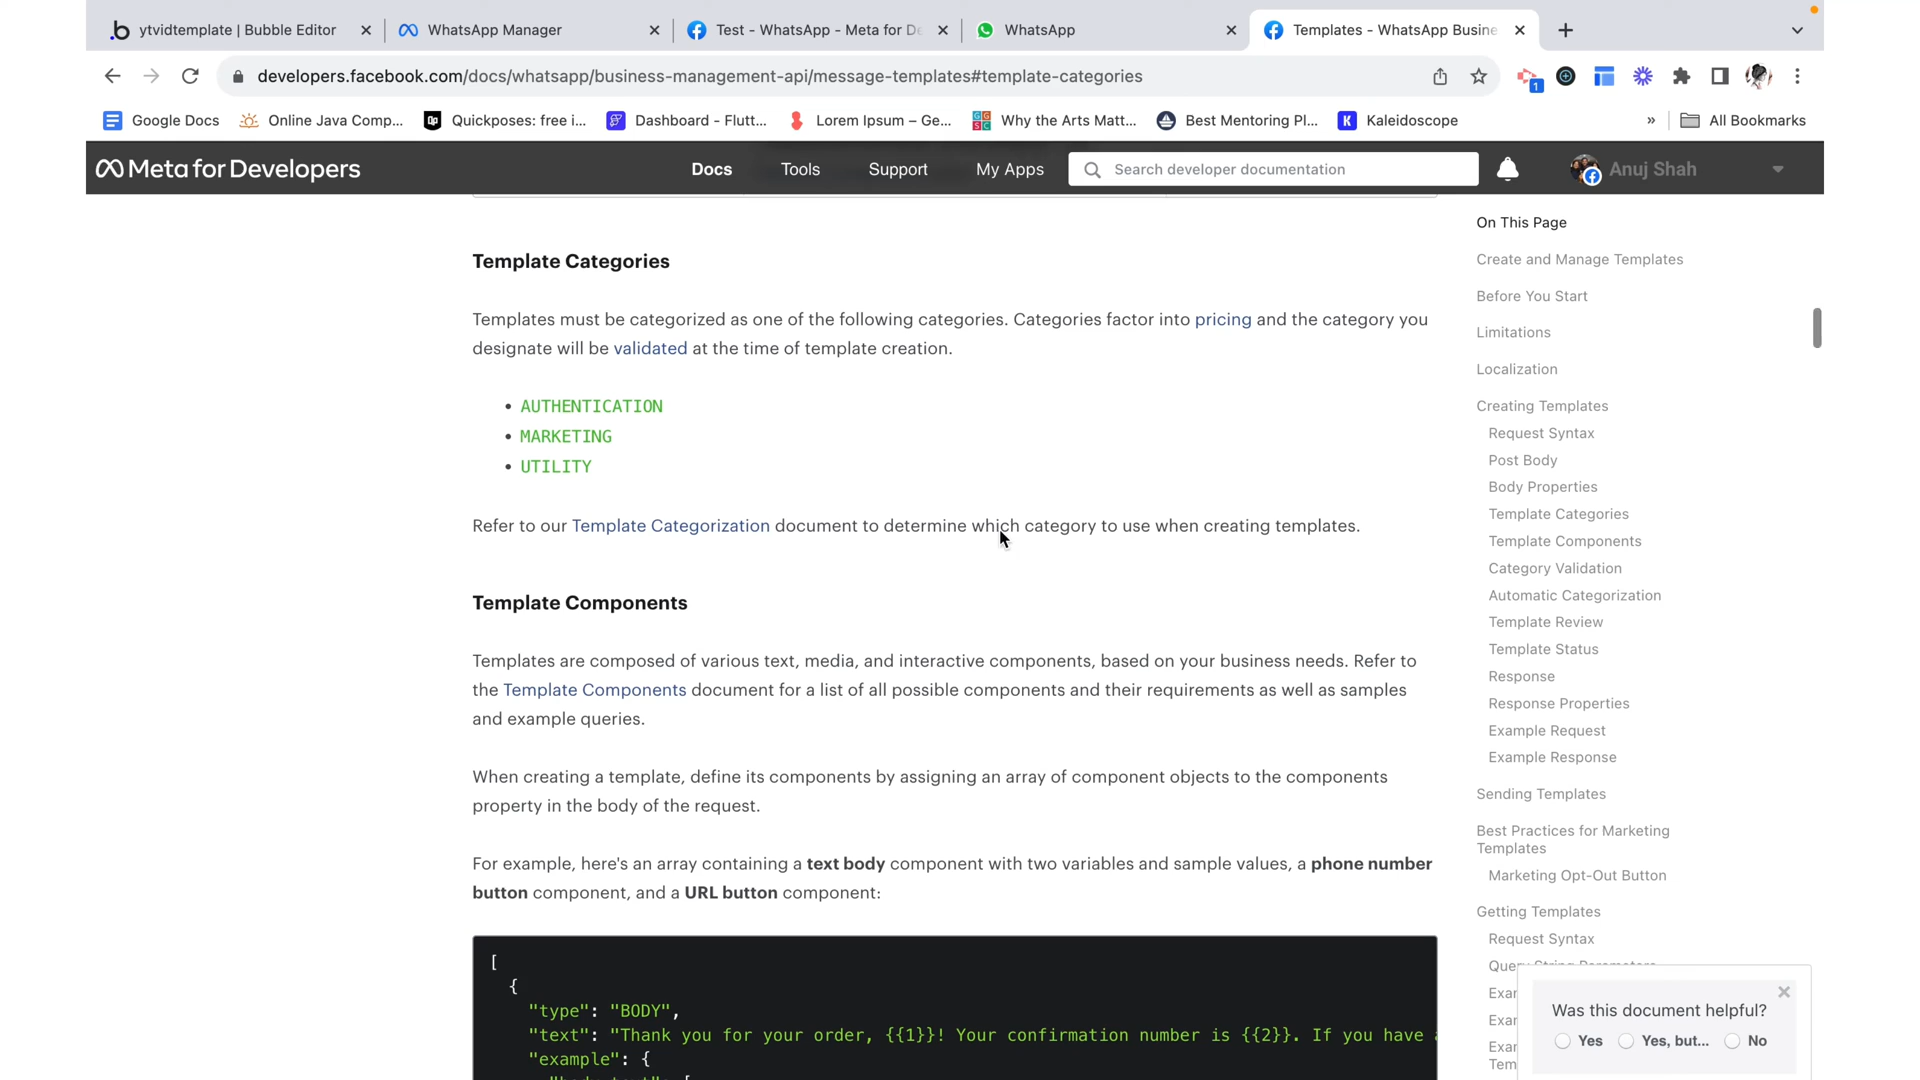 ytvidtemplate | Bubble Editor
WhatsApp Manager
Test - WhatsApp - Meta for De
WhatsApp
Templates - WhatsApp Busine
developers.facebook.com/docs/whatsapp/business-management-api/message-templates#template-categories
1
Google Docs
Online Java Comp...
Quickposes: free i...
Dashboard - Flutt...
Lorem Ipsum – Ge...
Why the Arts Matt...
Best Mentoring Pl...
Kaleidoscope
»
All Bookmarks
Meta for Developers
Docs
Tools
Support
My Apps
Search developer documentation
Anuj Shah
Template Categories
Templates must be categorized as one of the following categories. Categories factor into pricing and the category you
designate will be validated at the time of template creation.
• AUTHENTICATION
• MARKETING
• UTILITY
Refer to our Template Categorization document to determine which category to use when creating templates.
Template Components
Templates are composed of various text, media, and interactive components, based on your business needs. Refer to
the Template Components document for a list of all possible components and their requirements as well as samples
and example queries.
When creating a template, define its components by assigning an array of component objects to the components
property in the body of the request.
For example, here's an array containing a text body component with two variables and sample values, a phone number
button component, and a URL button component:
[
{
"type": "BODY",
"text": "Thank you for your order, {{1}}! Your confirmation number is {{2}}. If you have
"example": {
On This Page
Create and Manage Templates
Before You Start
Limitations
Localization
Creating Templates
Request Syntax
Post Body
Body Properties
Template Categories
Template Components
Category Validation
Automatic Categorization
Template Review
Template Status
Response
Response Properties
Example Request
Example Response
Sending Templates
Best Practices for Marketing
Templates
Marketing Opt-Out Button
Getting Templates
Request Syntax
Was this document helpful?
Yes
Yes, but...
No